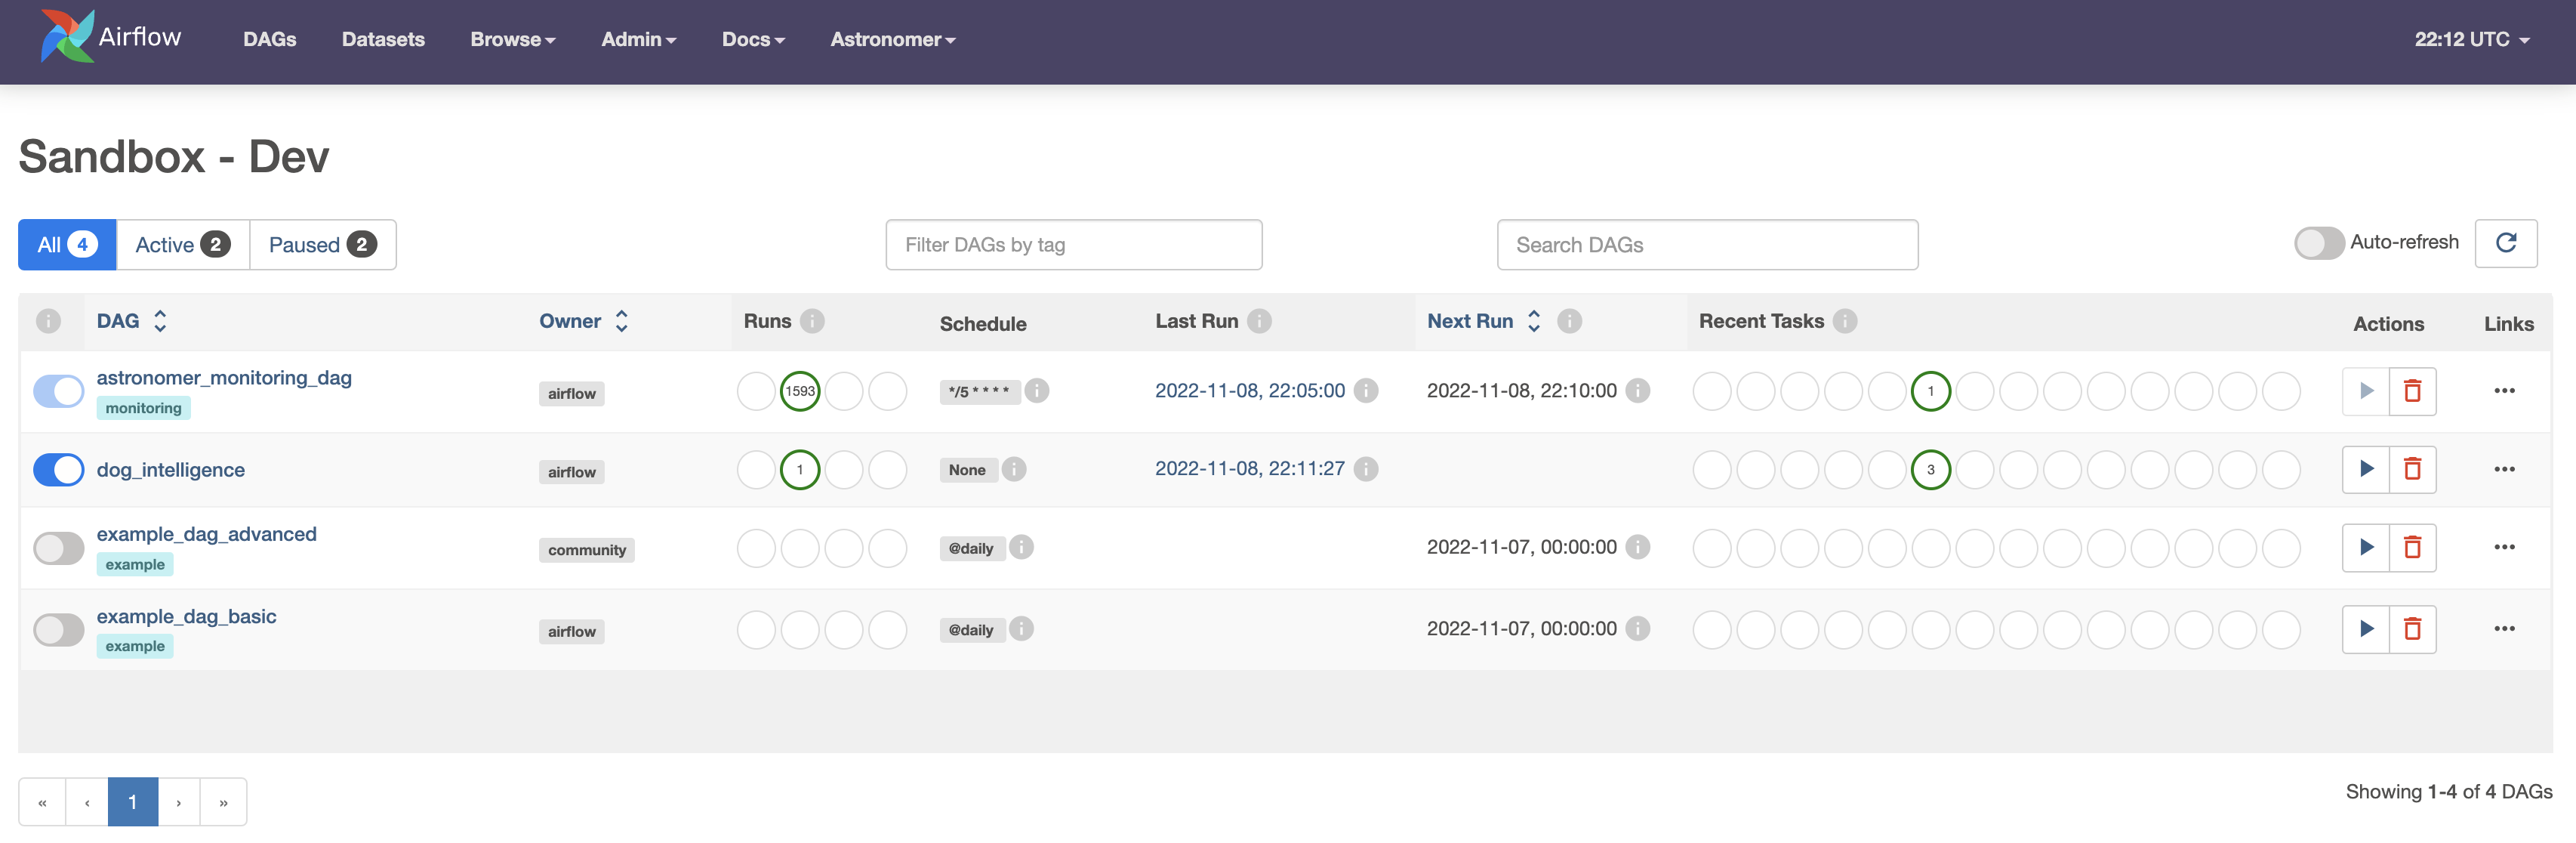 Airflow DAGs Datasets Browse Admin Docs Astronomer 22:12 UTC
Sandbox - Dev
All 4 Active 2 Paused 2 Filter DAGs by tag Search DAGs Auto-refresh
DAG Owner Runs Schedule Last Run Next Run Recent Tasks Actions Links
astronomer_monitoring_dag airflow 1593 */5 * * * * 2022-11-08, 22:05:00 2022-11-08, 22:10:00 1
monitoring
dog_intelligence airflow 1 None 2022-11-08, 22:11:27 3
example_dag_advanced community @daily 2022-11-07, 00:00:00
example
example_dag_basic airflow @daily 2022-11-07, 00:00:00
example
« ‹ 1 › » Showing 1-4 of 4 DAGs